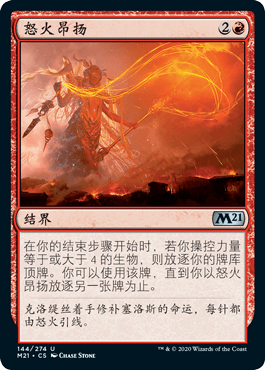 怒火昂扬 2
结界 M21
在你的结束步骤开始时，若你操控力量
等于或大于 4 的生物，则放逐你的牌库
顶牌。你可以使用该牌，直到你以怒火
昂扬放逐另一张牌为止。
克洛缇丝着手修补塞洛斯的命运，每针都
由怒火引线。
144/274 U
M21 • CS CHASE STONE ™ & © 2020 Wizards of the Coast